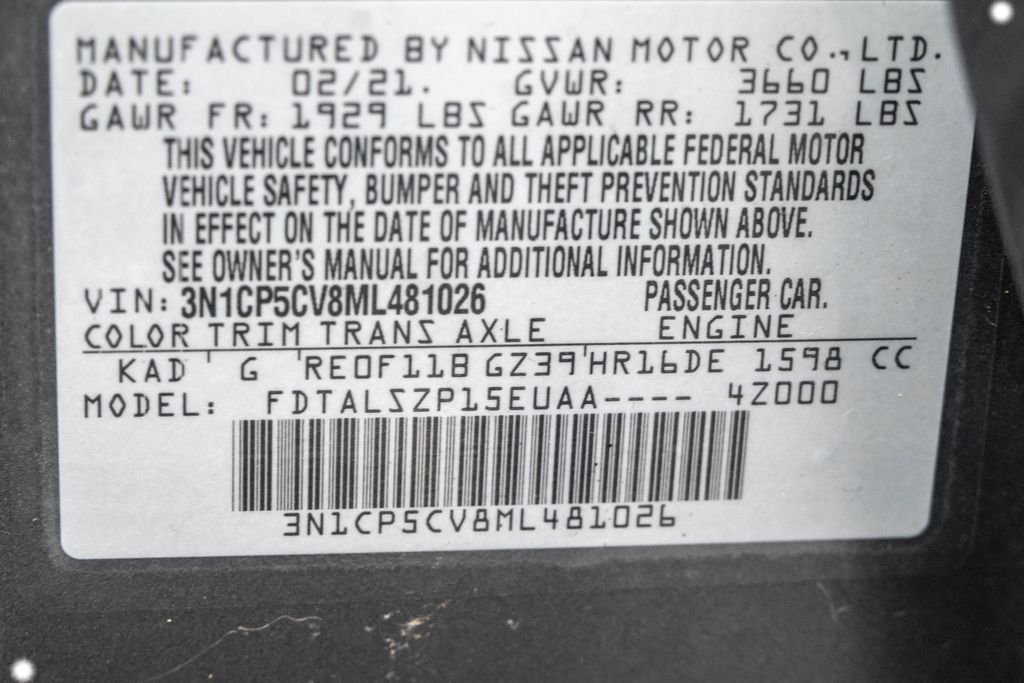 MANUFACTURED BY NISSAN MOTOR CO.,LTD.
DATE: 02/21. GVWR: 3660 LBS
GAWR FR: 1929 LBS GAWR RR: 1731 LBS
THIS VEHICLE CONFORMS TO ALL APPLICABLE FEDERAL MOTOR
VEHICLE SAFETY, BUMPER AND THEFT PREVENTION STANDARDS
IN EFFECT ON THE DATE OF MANUFACTURE SHOWN ABOVE.
SEE OWNER'S MANUAL FOR ADDITIONAL INFORMATION.
VIN: 3N1CP5CV8ML481026 PASSENGER CAR.
COLOR TRIM TRANS AXLE ENGINE
KAD ' G 'RE0F11B GZ39'HR16DE 1598 CC
MODEL: FDTALSZP15EUAA---- 4Z000
3N1CP5CV8ML481026